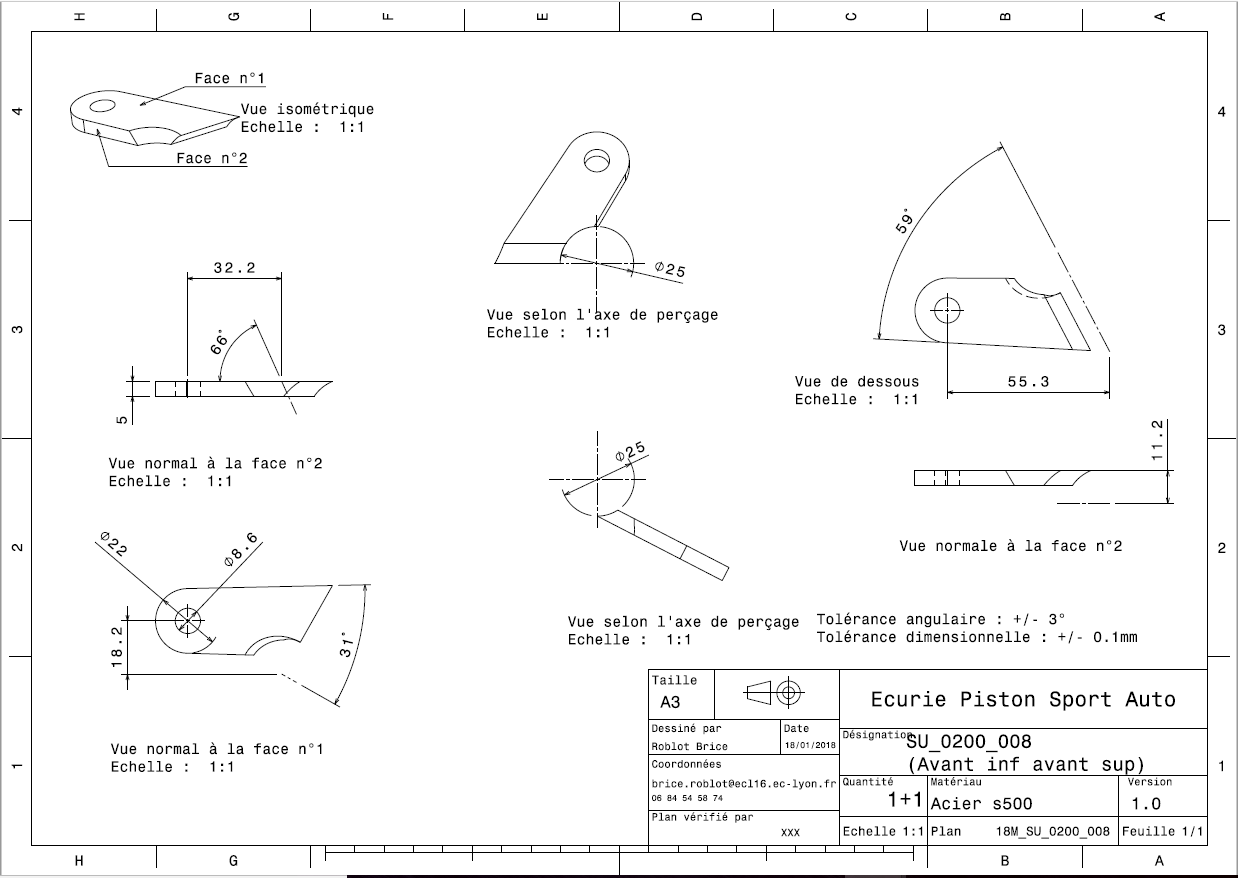 H G F E D C B A
4
4
Face n°1
Vue isométrique
Echelle : 1:1
Face n°2
59°
Ø25
Vue selon l'axe de perçage
Echelle : 1:1
32.2
66°
5
3
3
Vue de dessous
Echelle : 1:1
55.3
Vue normal à la face n°2
Echelle : 1:1
Ø25
11.2
Vue normale à la face n°2
2
2
Ø22
Ø8.6
18.2
31°
Vue selon l'axe de perçage
Echelle : 1:1
Tolérance angulaire : +/- 3°
Tolérance dimensionnelle : +/- 0.1mm
Vue normal à la face n°1
Echelle : 1:1
1
1
Taille
A3
Ecurie Piston Sport Auto
Dessiné par
Roblot Brice
Date
18/01/2018
Désignation
SU_0200_008
(Avant inf avant sup)
Coordonnées
brice.roblot@ecl16.ec-lyon.fr
06 84 54 58 74
Quantité
1+1
Matériau
Acier s500
Version
1.0
Plan vérifié par
xxx
Echelle 1:1
Plan 18M_SU_0200_008
Feuille 1/1
H G B A